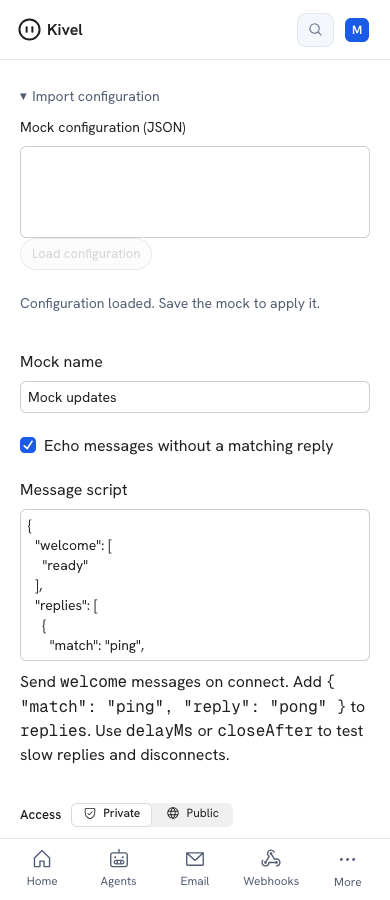 Kivel
M
▾ Import configuration
Mock configuration (JSON)
Load configuration
Configuration loaded. Save the mock to apply it.
Mock name
Mock updates
Echo messages without a matching reply
Message script
{
"welcome": [
"ready"
],
"replies": [
{
"match": "ping",
Send welcome messages on connect. Add {
"match": "ping", "reply": "pong" } to
replies. Use delayMs or closeAfter to test
slow replies and disconnects.
Access Private Public
Home Agents Email Webhooks More